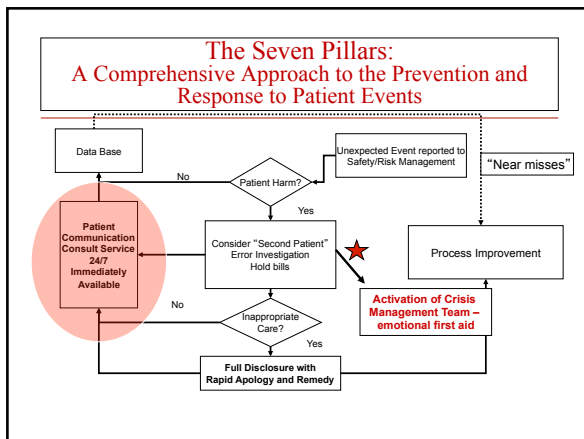 The Seven Pillars:
A Comprehensive Approach to the Prevention and
Response to Patient Events
Data Base
Unexpected Event reported to
Safety/Risk Management
“Near misses”
No
Patient Harm?
Yes
Patient
Communication
Consult Service
24/7
Immediately
Available
Consider “Second Patient”
Error Investigation
Hold bills
Process Improvement
Activation of Crisis
Management Team –
emotional first aid
No
Inappropriate
Care?
Yes
Full Disclosure with
Rapid Apology and Remedy